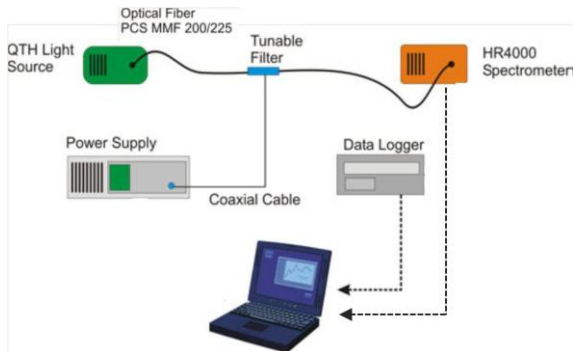 Optical Fiber
PCS MMF 200/225
QTH Light
Source
Tunable
Filter
HR4000
Spectrometer
Power Supply
Data Logger
Coaxial Cable